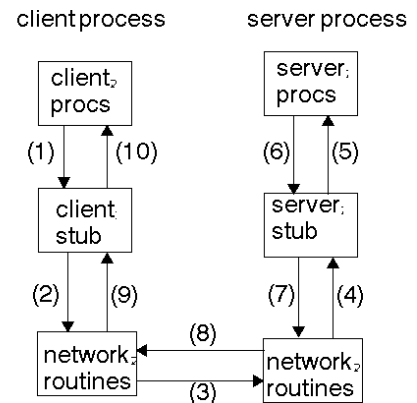 client process
server process
client
procs
server
procs
(1)
(10)
(6)
(5)
client
stub
server
stub
(2)
(9)
(7)
(4)
(8)
network
routines
(3)
network
routines